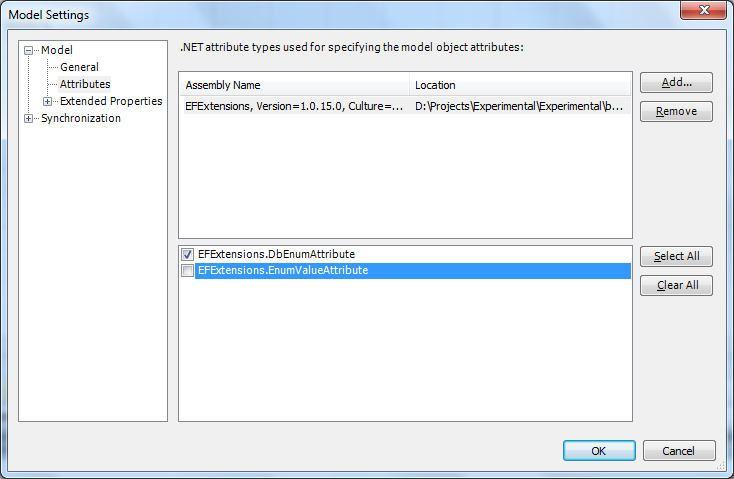 Model Settings
Model
General
Attributes
Extended Properties
Synchronization
.NET attribute types used for specifying the model object attributes:
Assembly Name Location
EFExtensions, Version=1.0.15.0, Culture=... D:\Projects\Experimental\Experimental\b...
Add...
Remove
EFExtensions.DbEnumAttribute
EFExtensions.EnumValueAttribute
Select All
Clear All
OK Cancel